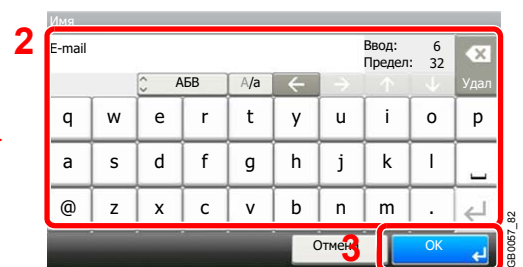 Имя
2
E-mail
Ввод: 6
Предел: 32
АБВ A/a ← → ↑ ↓ Удал
q w e r t y u i o p
a s d f g h j k l ␣
@ z x c v b n m . ↵
3
Отмена OK
GB0057_82